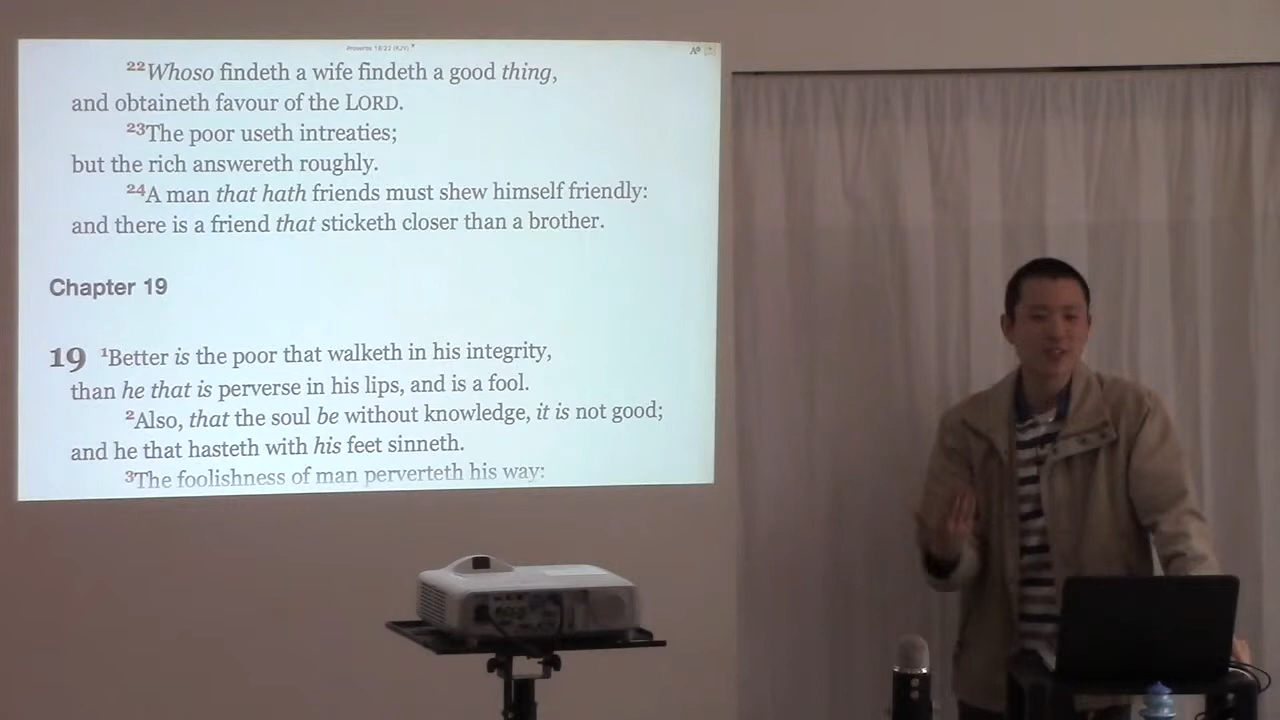 Proverbs 18:22 (KJV)
22Whoso findeth a wife findeth a good thing,
and obtaineth favour of the LORD.
23The poor useth intreaties;
but the rich answereth roughly.
24A man that hath friends must shew himself friendly:
and there is a friend that sticketh closer than a brother.
Chapter 19
19 1Better is the poor that walketh in his integrity,
than he that is perverse in his lips, and is a fool.
2Also, that the soul be without knowledge, it is not good;
and he that hasteth with his feet sinneth.
3The foolishness of man perverteth his way: